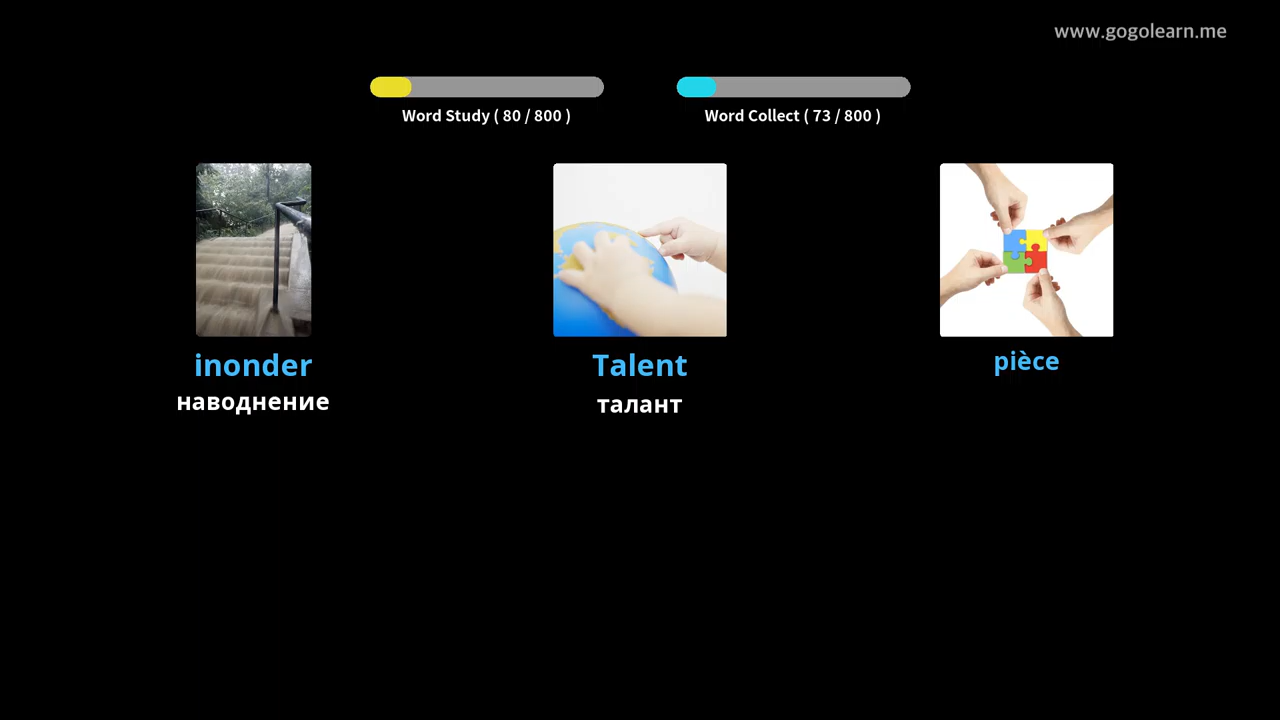 www.gogolearn.me
Word Study ( 80 / 800 )
Word Collect ( 73 / 800 )
inonder
наводнение
Talent
талант
pièce